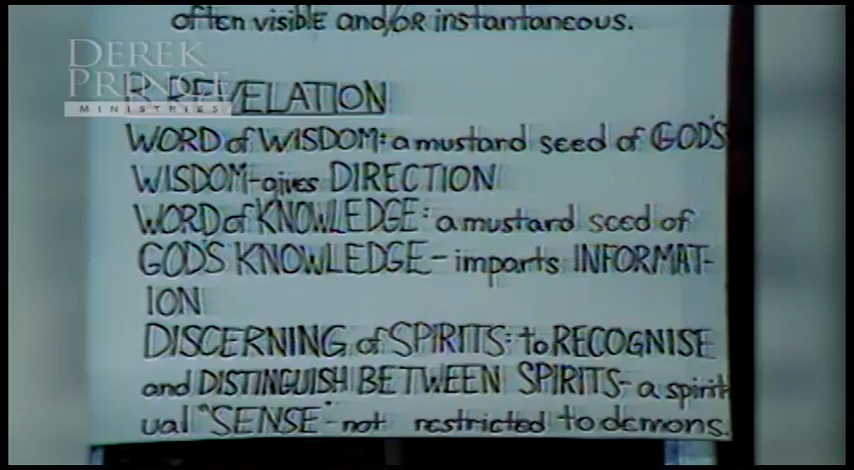 often visible and/or instantaneous.
DEREK
PRINCE
MINISTRIES
B. REVELATION
WORD of WISDOM: a mustard seed of GOD'S
WISDOM-gives DIRECTION
WORD of KNOWLEDGE: a mustard seed of
GOD'S KNOWLEDGE - imparts INFORMAT-
ION
DISCERNING of SPIRITS: to RECOGNISE
and DISTINGUISH BETWEEN SPIRITS- a spirit-
ual "SENSE"-not restricted to demons.